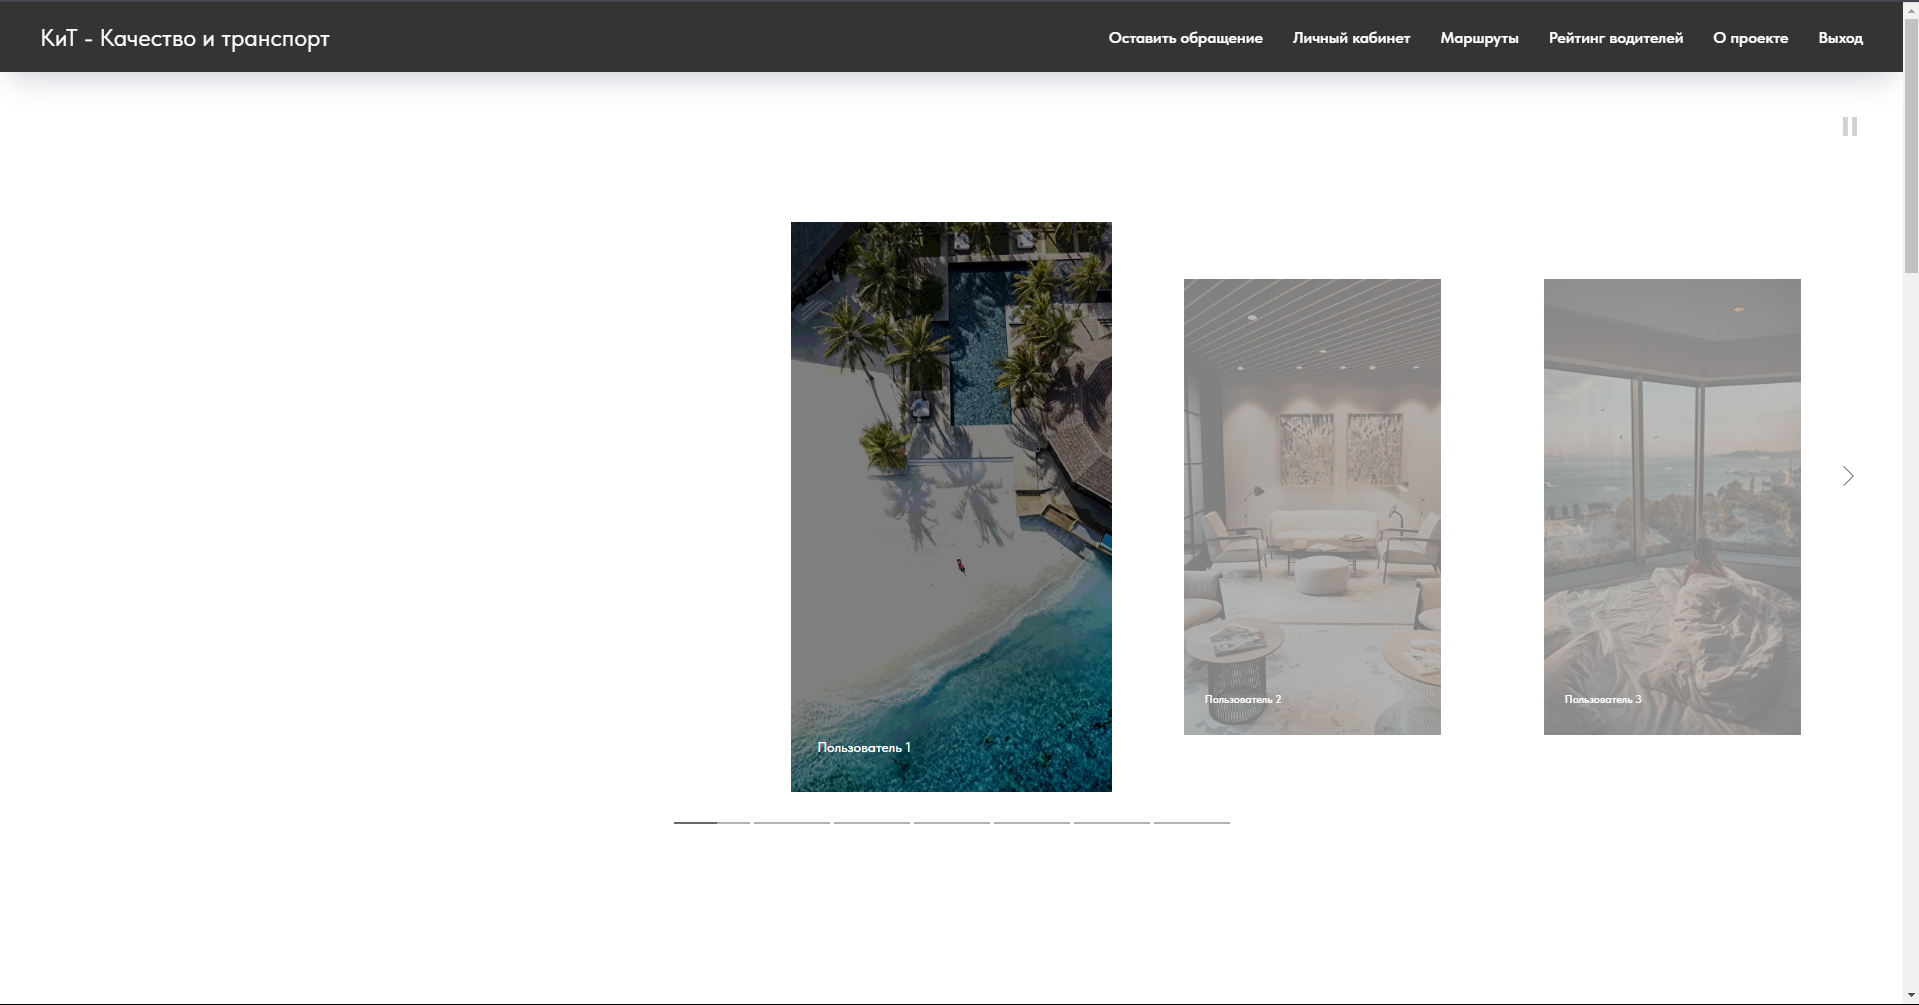 КиТ - Качество и транспорт
Оставить обращение Личный кабинет Маршруты Рейтинг водителей О проекте Выход
Пользователь 1
Пользователь 2
Пользователь 3